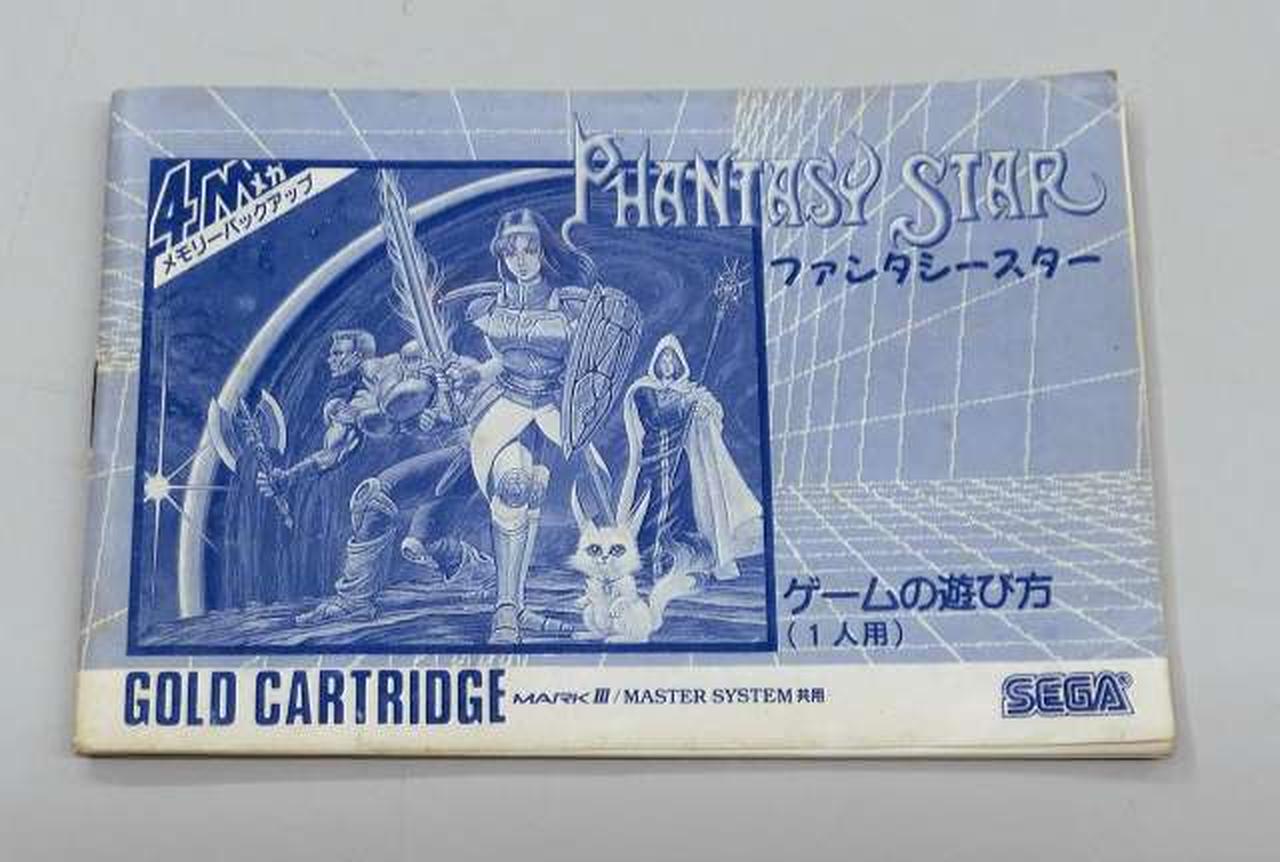 4Mメガ
メモリーバックアップ
PHANTASY STAR
ファンタシースター
ゲームの遊び方
(1人用)
GOLD CARTRIDGE MARK III / MASTER SYSTEM 共用
SEGA®